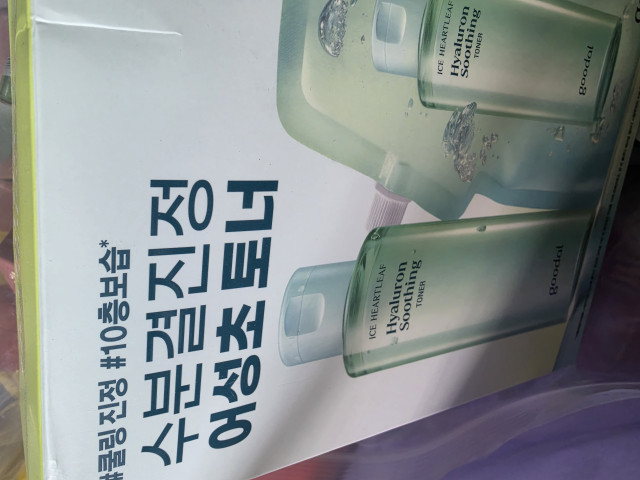 #쿨링진정 #10층보습*
수분결진정
어성초 토너
ICE HEARTLEAF
Hyaluron
Soothing
TONER
goodal
ICE HEARTLEAF
Hyaluron
Soothing
TONER
goodal